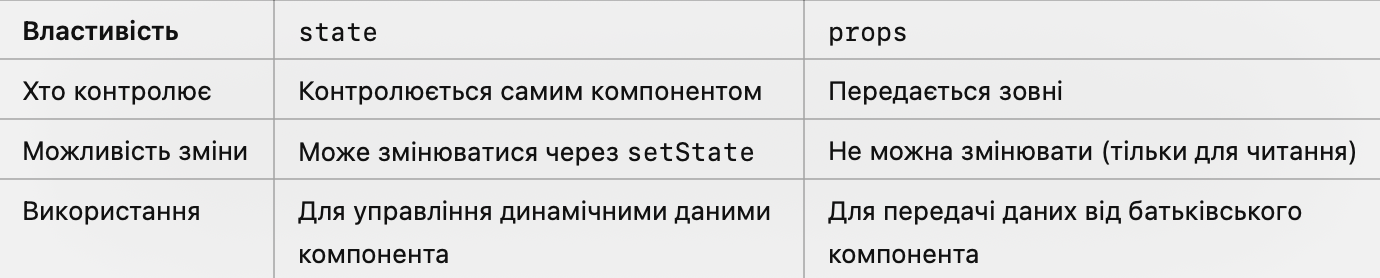 Властивість state props
Хто контролює Контролюється самим компонентом Передається зовні
Можливість зміни Може змінюватися через setState Не можна змінювати (тільки для читання)
Використання Для управління динамічними даними Для передачі даних від батьківського
компонента компонента